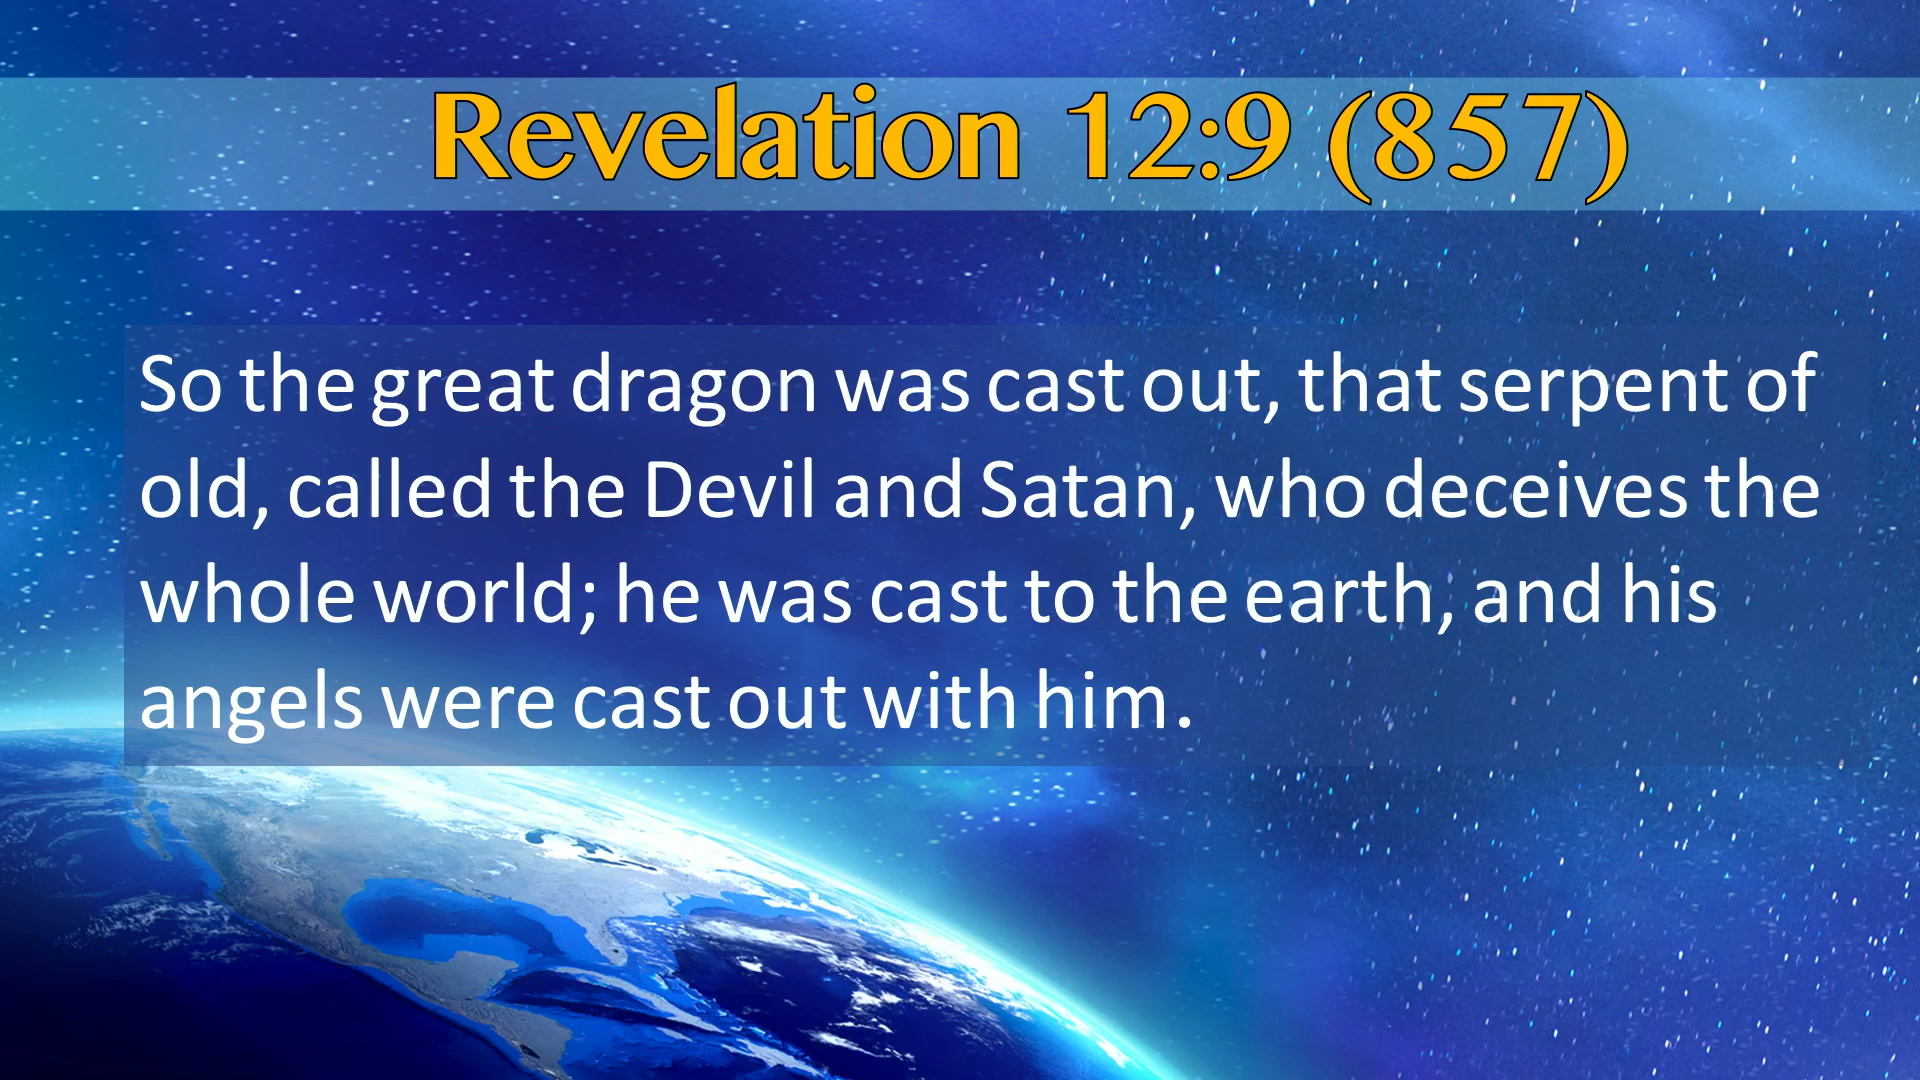 Revelation 12:9 (857)
So the great dragon was cast out, that serpent of
old, called the Devil and Satan, who deceives the
whole world; he was cast to the earth, and his
angels were cast out with him.